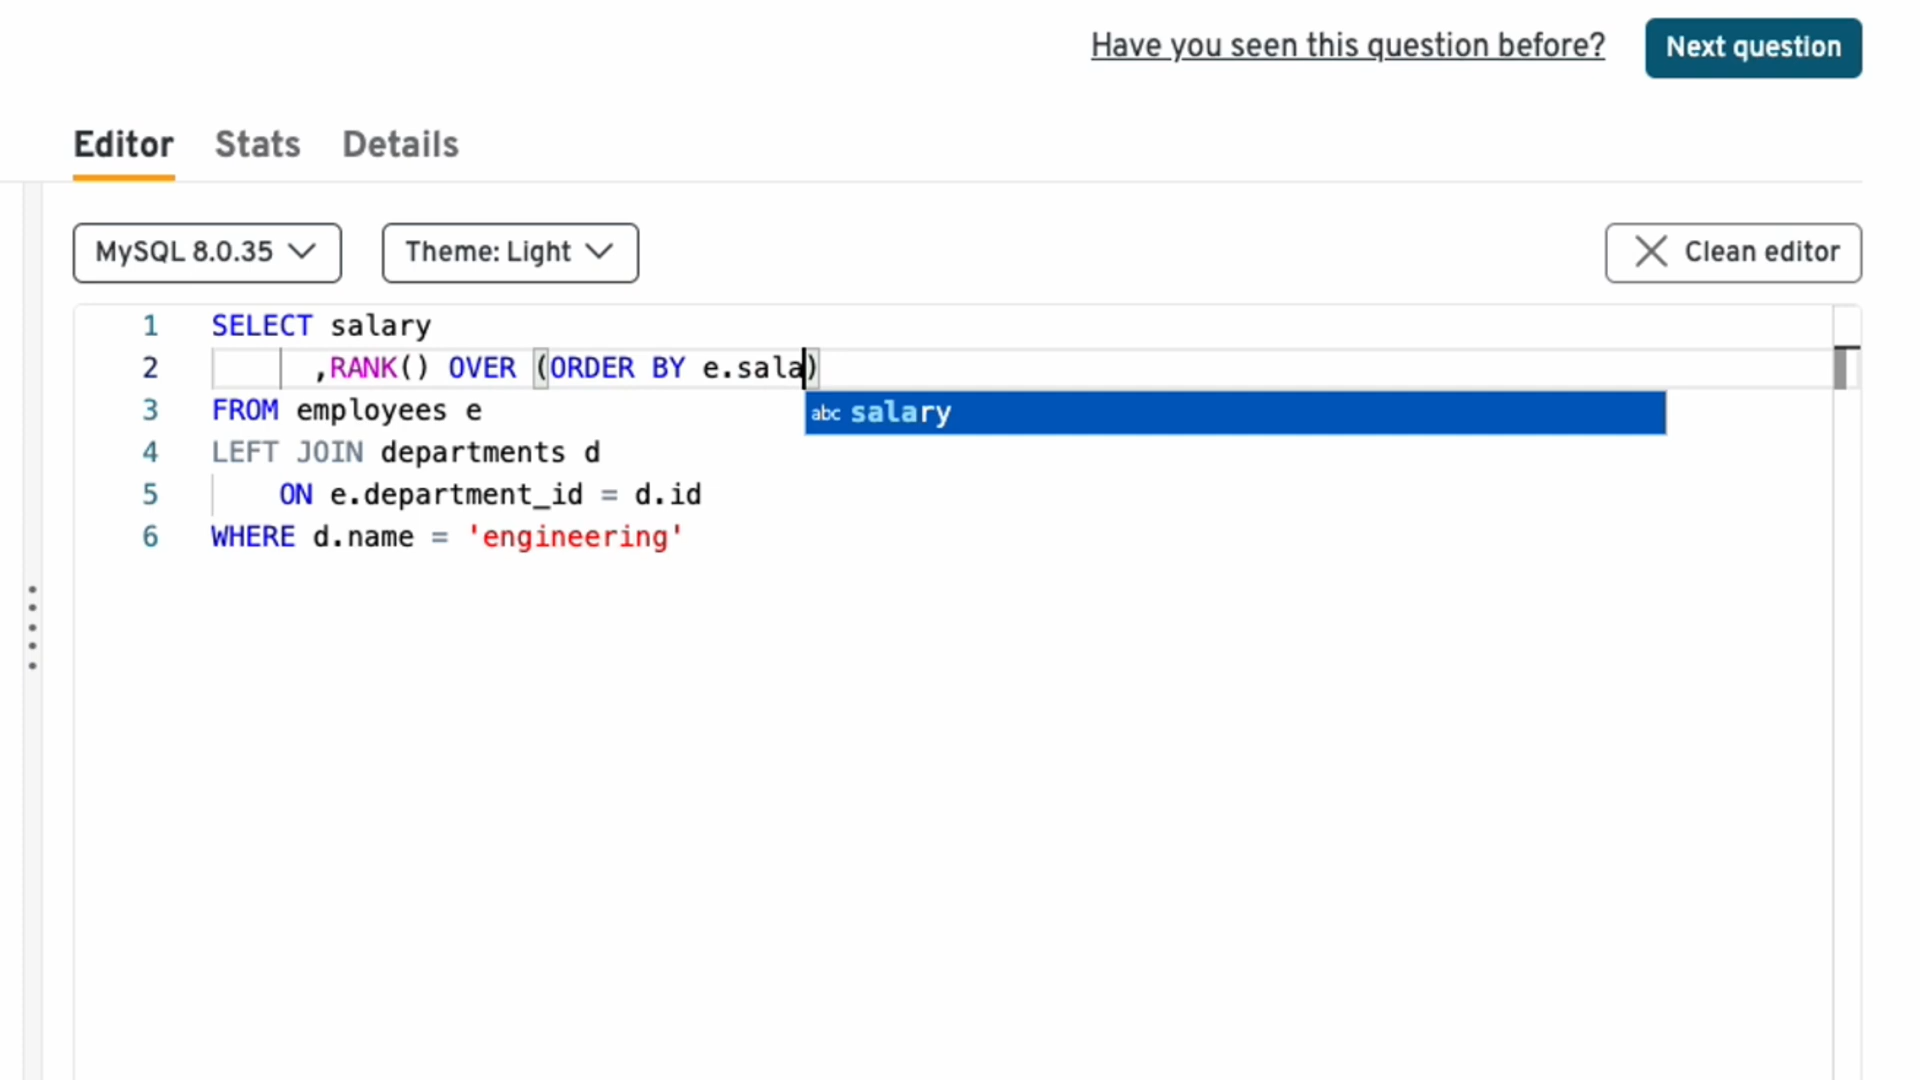 Have you seen this question before? Next question
Editor Stats Details
MySQL 8.0.35 Theme: Light Clean editor
1 SELECT salary
2 ,RANK() OVER (ORDER BY e.sala)
3 FROM employees e
abc salary
4 LEFT JOIN departments d
5 ON e.department_id = d.id
6 WHERE d.name = 'engineering'